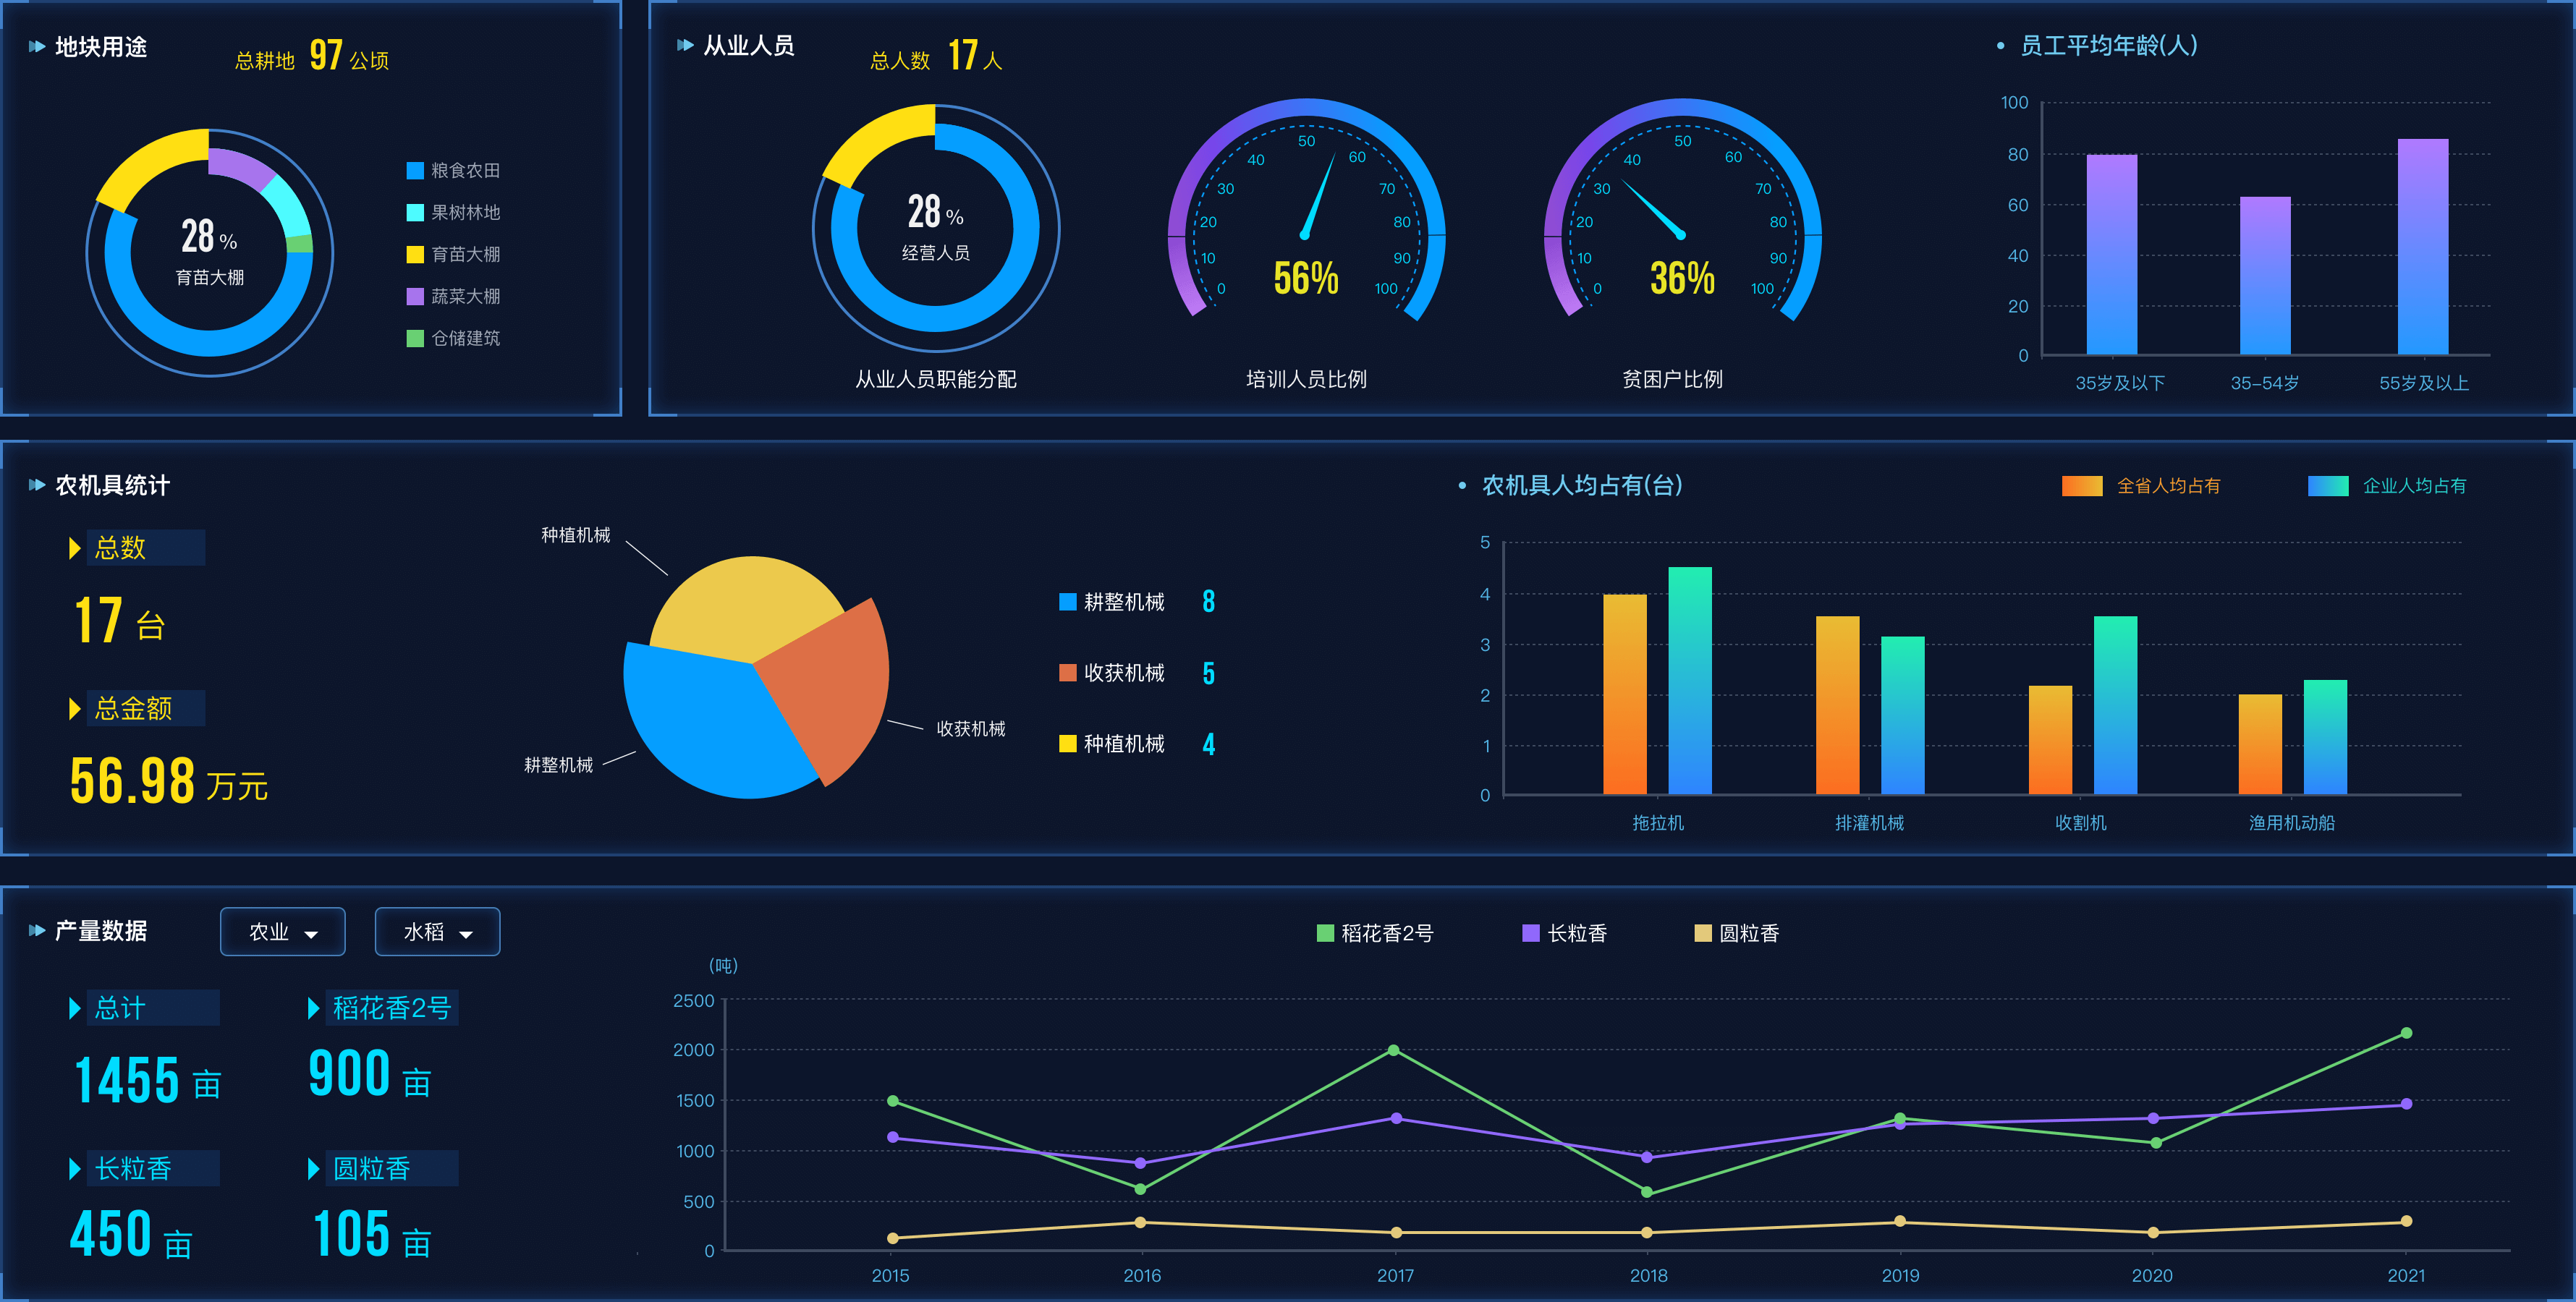 地块用途
总耕地 97 公顷
28 %
育苗大棚
粮食农田
果树林地
育苗大棚
蔬菜大棚
仓储建筑
从业人员
总人数 17 人
28 %
经营人员
从业人员职能分配
0 10 20 30 40 50 60 70 80 90 100
56%
培训人员比例
0 10 20 30 40 50 60 70 80 90 100
36%
贫困户比例
员工平均年龄(人)
100
80
60
40
20
0
35岁及以下 35-54岁 55岁及以上
农机具统计
总数
17 台
总金额
56.98 万元
种植机械
收获机械
耕整机械
耕整机械 8
收获机械 5
种植机械 4
农机具人均占有(台)
全省人均占有 企业人均占有
5
4
3
2
1
0
拖拉机 排灌机械 收割机 渔用机动船
产量数据 农业 水稻
总计
1455 亩
稻花香2号
900 亩
长粒香
450 亩
圆粒香
105 亩
稻花香2号 长粒香 圆粒香
(吨)
2500
2000
1500
1000
500
0
2015 2016 2017 2018 2019 2020 2021